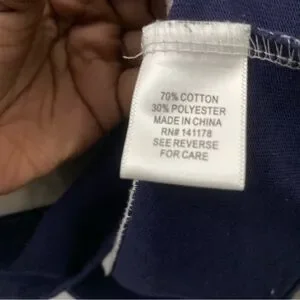 70% COTTON
30% POLYESTER
MADE IN CHINA
RN# 141178
SEE REVERSE
FOR CARE